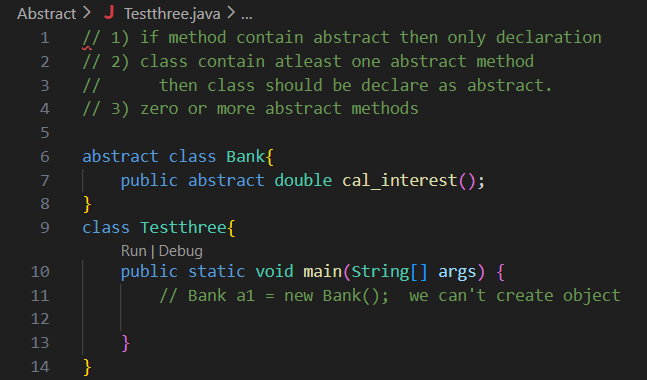 Abstract > J Testthree.java > ...
1 // 1) if method contain abstract then only declaration
2 // 2) class contain atleast one abstract method
3 //      then class should be declare as abstract.
4 // 3) zero or more abstract methods
5
6 abstract class Bank{
7     public abstract double cal_interest();
8 }
9 class Testthree{
Run | Debug
10     public static void main(String[] args) {
11         // Bank a1 = new Bank();  we can't create object
12
13     }
14 }